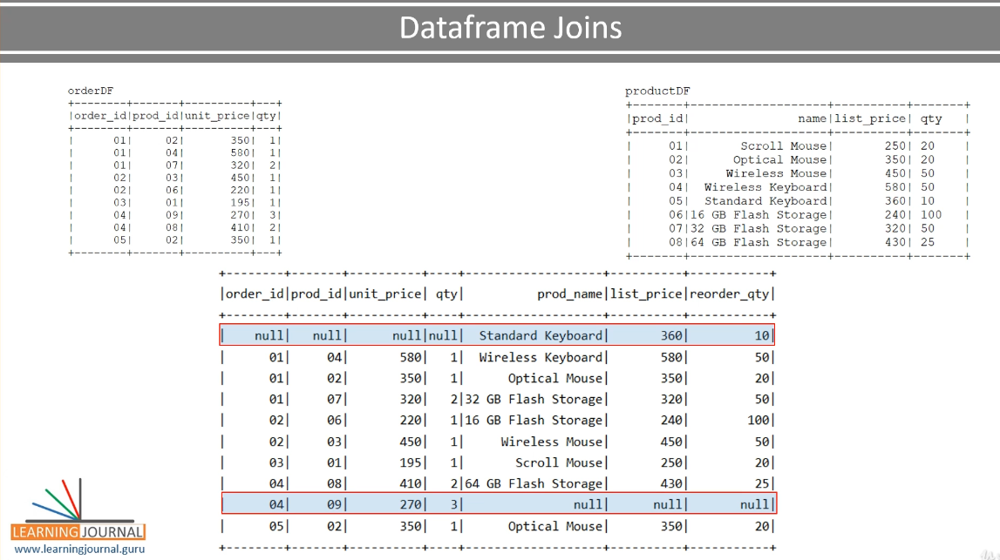 Dataframe Joins
orderDF
+--------+-------+----------+---+
|order_id|prod_id|unit_price|qty|
+--------+-------+----------+---+
| 01| 02| 350| 1|
| 01| 04| 580| 1|
| 01| 07| 320| 2|
| 02| 03| 450| 1|
| 02| 06| 220| 1|
| 03| 01| 195| 1|
| 04| 09| 270| 3|
| 04| 08| 410| 2|
| 05| 02| 350| 1|
+--------+-------+----------+---+
productDF
+-------+-------------------+----------+-------+
|prod_id| name|list_price| qty |
+-------+-------------------+----------+-------+
| 01| Scroll Mouse| 250| 20 |
| 02| Optical Mouse| 350| 20 |
| 03| Wireless Mouse| 450| 50 |
| 04| Wireless Keyboard| 580| 50 |
| 05| Standard Keyboard| 360| 10 |
| 06|16 GB Flash Storage| 240| 100 |
| 07|32 GB Flash Storage| 320| 50 |
| 08|64 GB Flash Storage| 430| 25 |
+-------+-------------------+----------+-------+
+--------+-------+----------+----+-------------------+----------+-----------+
|order_id|prod_id|unit_price| qty| prod_name|list_price|reorder_qty|
+--------+-------+----------+----+-------------------+----------+-----------+
| null| null| null|null| Standard Keyboard| 360| 10|
| 01| 04| 580| 1| Wireless Keyboard| 580| 50|
| 01| 02| 350| 1| Optical Mouse| 350| 20|
| 01| 07| 320| 2|32 GB Flash Storage| 320| 50|
| 02| 06| 220| 1|16 GB Flash Storage| 240| 100|
| 02| 03| 450| 1| Wireless Mouse| 450| 50|
| 03| 01| 195| 1| Scroll Mouse| 250| 20|
| 04| 08| 410| 2|64 GB Flash Storage| 430| 25|
| 04| 09| 270| 3| null| null| null|
| 05| 02| 350| 1| Optical Mouse| 350| 20|
+--------+-------+----------+----+-------------------+----------+-----------+
LEARNING JOURNAL
www.learningjournal.guru